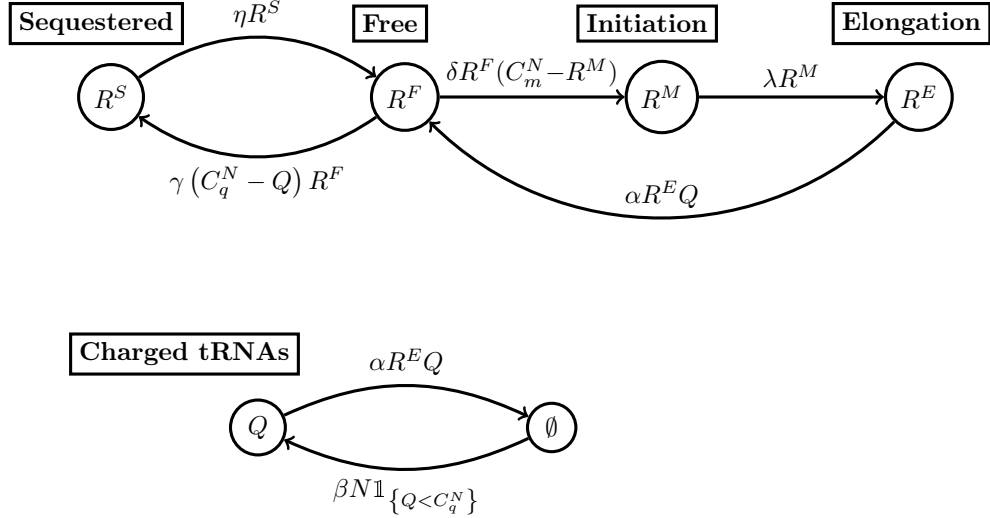 Sequestered
Free
Initiation
Elongation
ηR^S
δR^F(C_m^N−R^M)
λR^M
R^S
R^F
R^M
R^E
γ (C_q^N − Q) R^F
αR^E Q
Charged tRNAs
αR^E Q
Q
∅
βN𝟙_{Q<C_q^N}